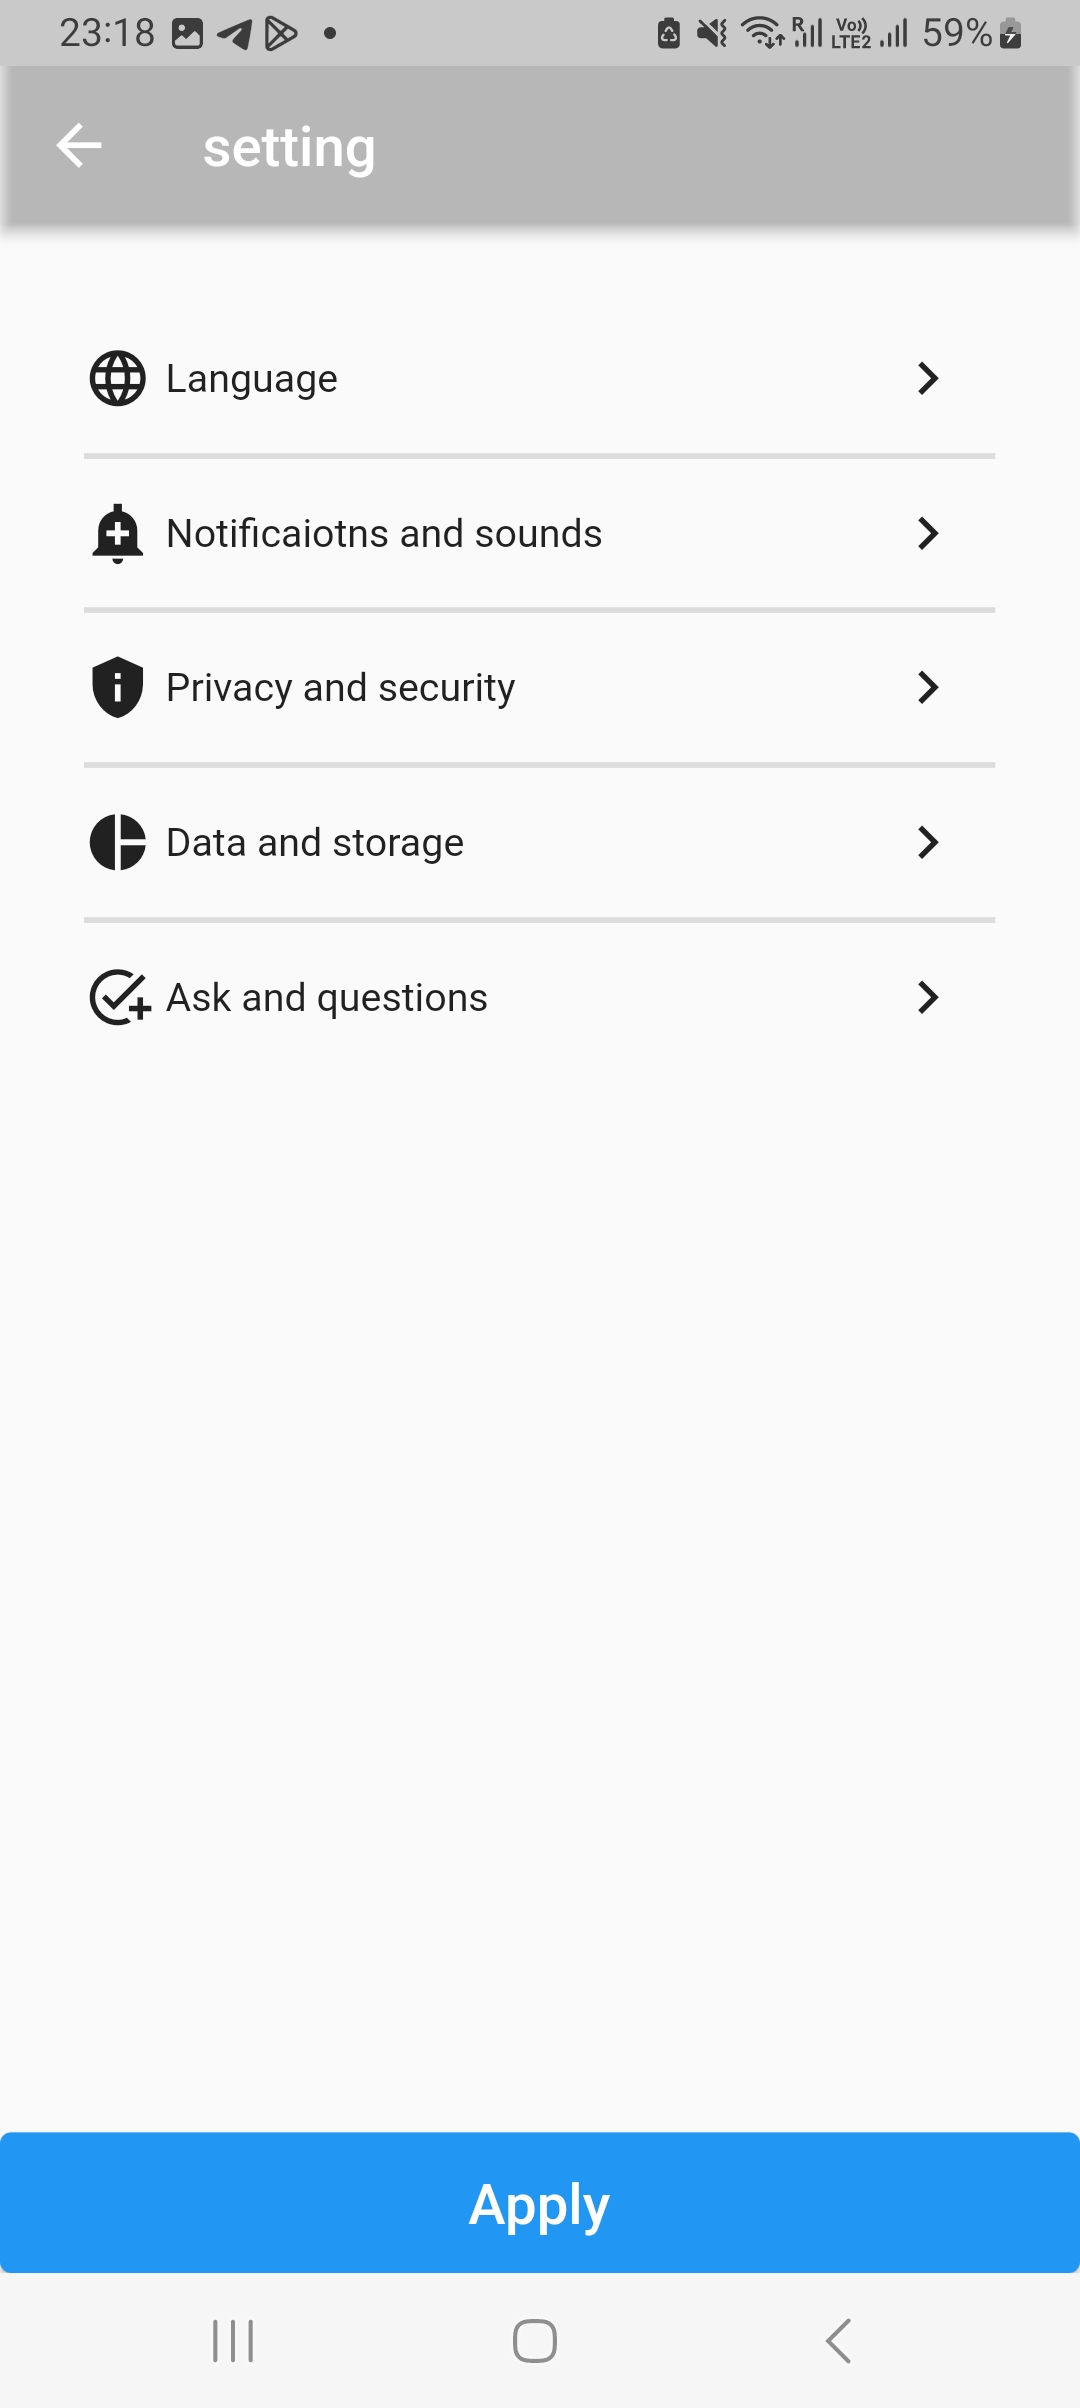 23:18 R Vo)) LTE2 59%
setting
Language
Notificaiotns and sounds
Privacy and security
Data and storage
Ask and questions
Apply